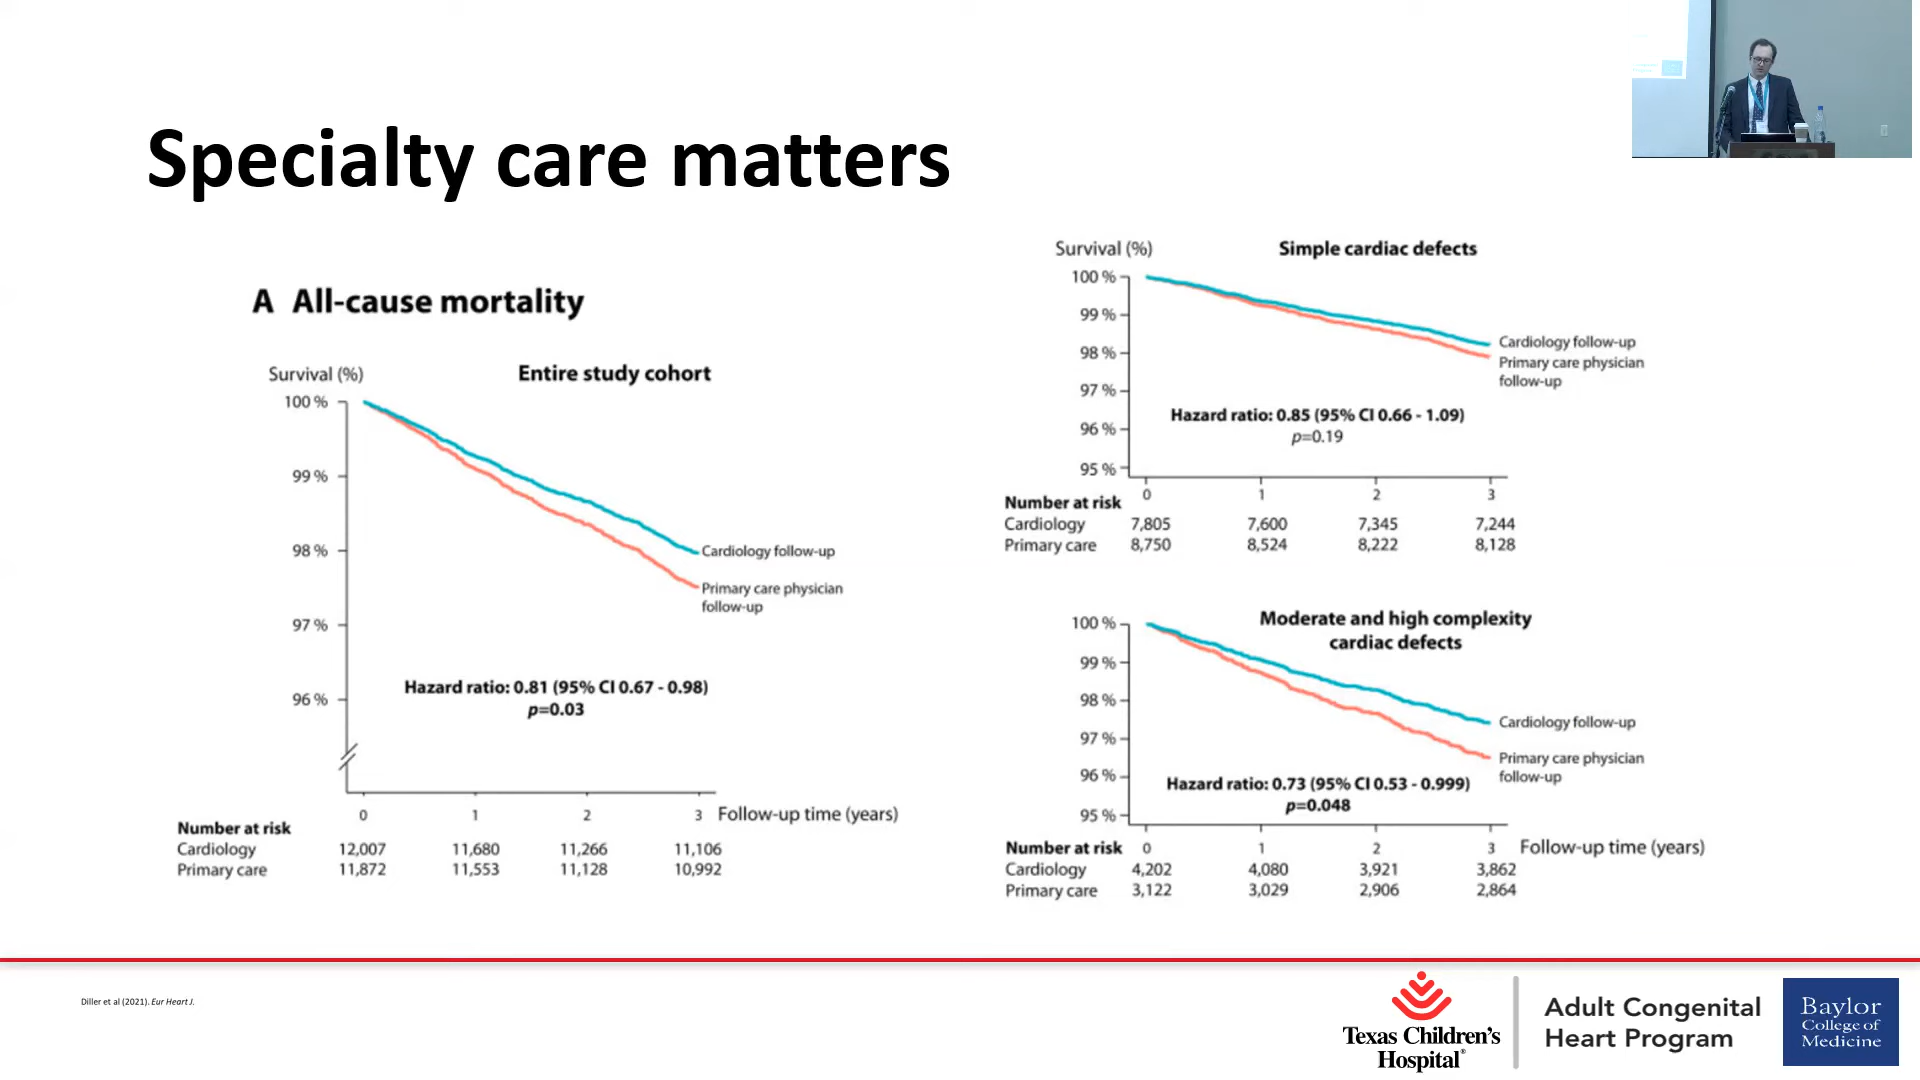 Specialty care matters
A All-cause mortality
Survival (%)
Entire study cohort
100 %
99 %
98 %
97 %
96 %
Cardiology follow-up
Primary care physician
follow-up
Hazard ratio: 0.81 (95% CI 0.67 - 0.98)
p=0.03
0 1 2 3 Follow-up time (years)
Number at risk
Cardiology 12,007 11,680 11,266 11,106
Primary care 11,872 11,553 11,128 10,992
Survival (%)
Simple cardiac defects
100 %
99 %
98 %
97 %
96 %
95 %
Cardiology follow-up
Primary care physician
follow-up
Hazard ratio: 0.85 (95% CI 0.66 - 1.09)
p=0.19
Number at risk 0 1 2 3
Cardiology 7,805 7,600 7,345 7,244
Primary care 8,750 8,524 8,222 8,128
Moderate and high complexity
cardiac defects
100 %
99 %
98 %
97 %
96 %
95 %
Cardiology follow-up
Primary care physician
follow-up
Hazard ratio: 0.73 (95% CI 0.53 - 0.999)
p=0.048
Number at risk 0 1 2 3 Follow-up time (years)
Cardiology 4,202 4,080 3,921 3,862
Primary care 3,122 3,029 2,906 2,864
Diller et al (2021). Eur Heart J.
Texas Children's
Hospital®
Adult Congenital
Heart Program
Baylor
College of
Medicine